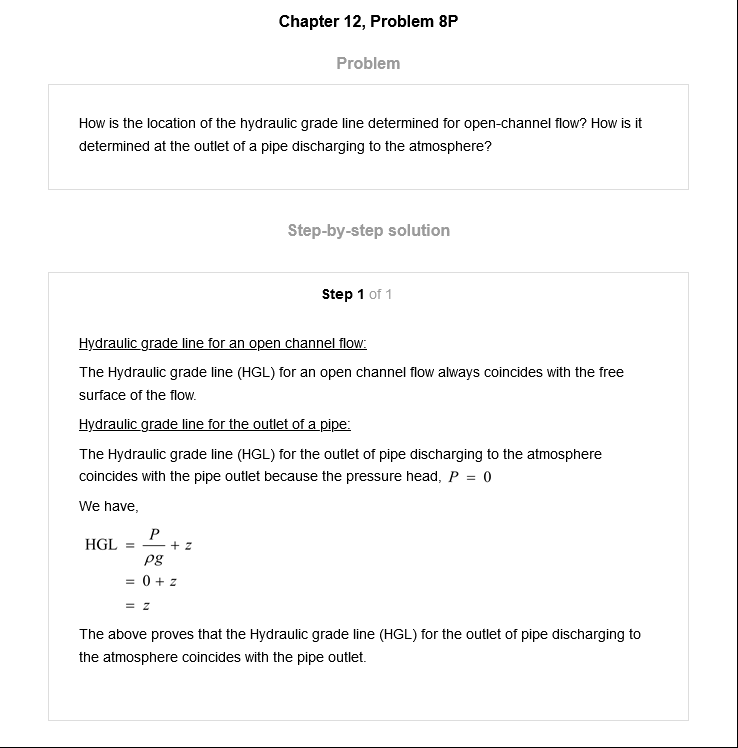 Chapter 12, Problem 8P
Problem
How is the location of the hydraulic grade line determined for open-channel flow? How is it
determined at the outlet of a pipe discharging to the atmosphere?
Step-by-step solution
Step 1 of 1
Hydraulic grade line for an open channel flow:
The Hydraulic grade line (HGL) for an open channel flow always coincides with the free
surface of the flow.
Hydraulic grade line for the outlet of a pipe:
The Hydraulic grade line (HGL) for the outlet of pipe discharging to the atmosphere
coincides with the pipe outlet because the pressure head, P = 0
We have,
HGL = P/ρg + z
= 0 + z
= z
The above proves that the Hydraulic grade line (HGL) for the outlet of pipe discharging to
the atmosphere coincides with the pipe outlet.